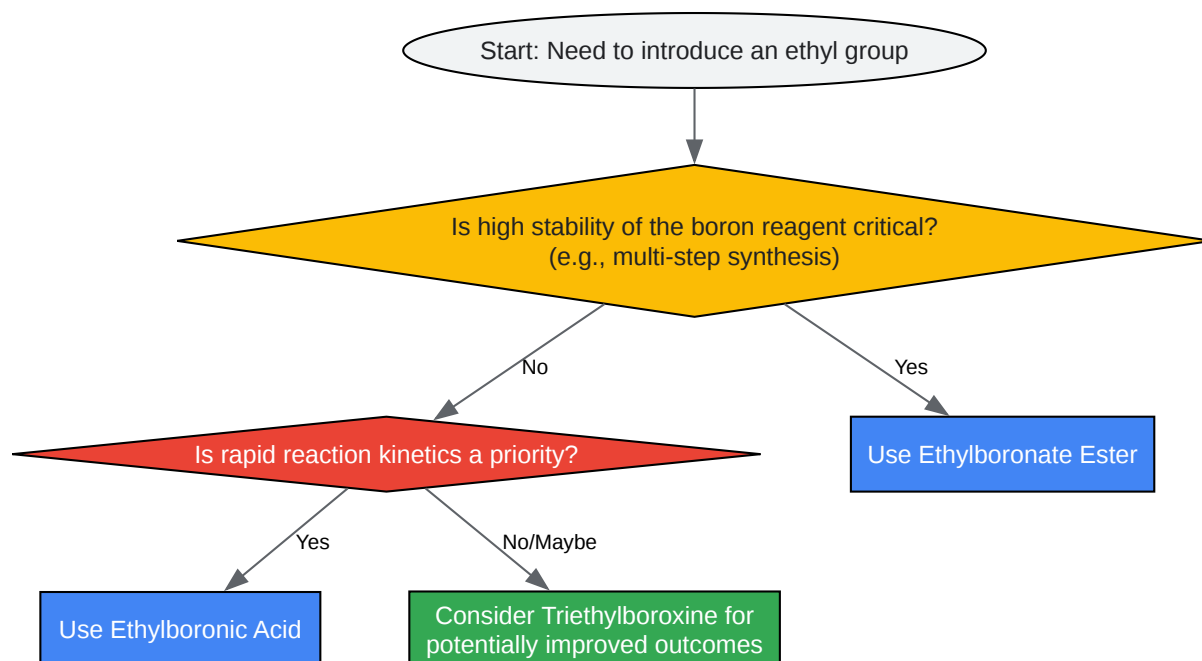 Start: Need to introduce an ethyl group
Is high stability of the boron reagent critical?
(e.g., multi-step synthesis)
No
Yes
Is rapid reaction kinetics a priority?
Use Ethylboronate Ester
Yes
No/Maybe
Use Ethylboronic Acid
Consider Triethylboroxine for
potentially improved outcomes